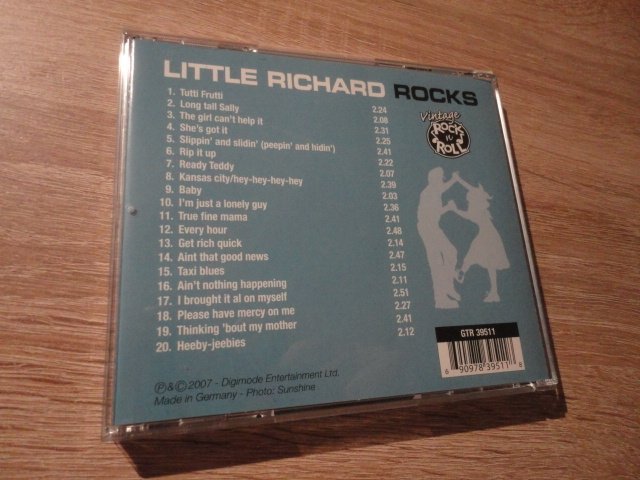 LITTLE RICHARD ROCKS
Vintage
ROCK
n
ROLL
1. Tutti Frutti 2.24
2. Long tall Sally 2.08
3. The girl can't help it 2.31
4. She's got it 2.25
5. Slippin' and slidin' (peepin' and hidin') 2.41
6. Rip it up 2.22
7. Ready Teddy 2.07
8. Kansas city/hey-hey-hey-hey 2.39
9. Baby 2.03
10. I'm just a lonely guy 2.36
11. True fine mama 2.41
12. Every hour 2.48
13. Get rich quick 2.14
14. Aint that good news 2.47
15. Taxi blues 2.15
16. Ain't nothing happening 2.11
17. I brought it al on myself 2.51
18. Please have mercy on me 2.27
19. Thinking 'bout my mother 2.41
20. Heeby-jeebies 2.12
GTR 39511
6 90978 39511 8
℗&© 2007 - Digimode Entertainment Ltd.
Made in Germany - Photo: Sunshine .